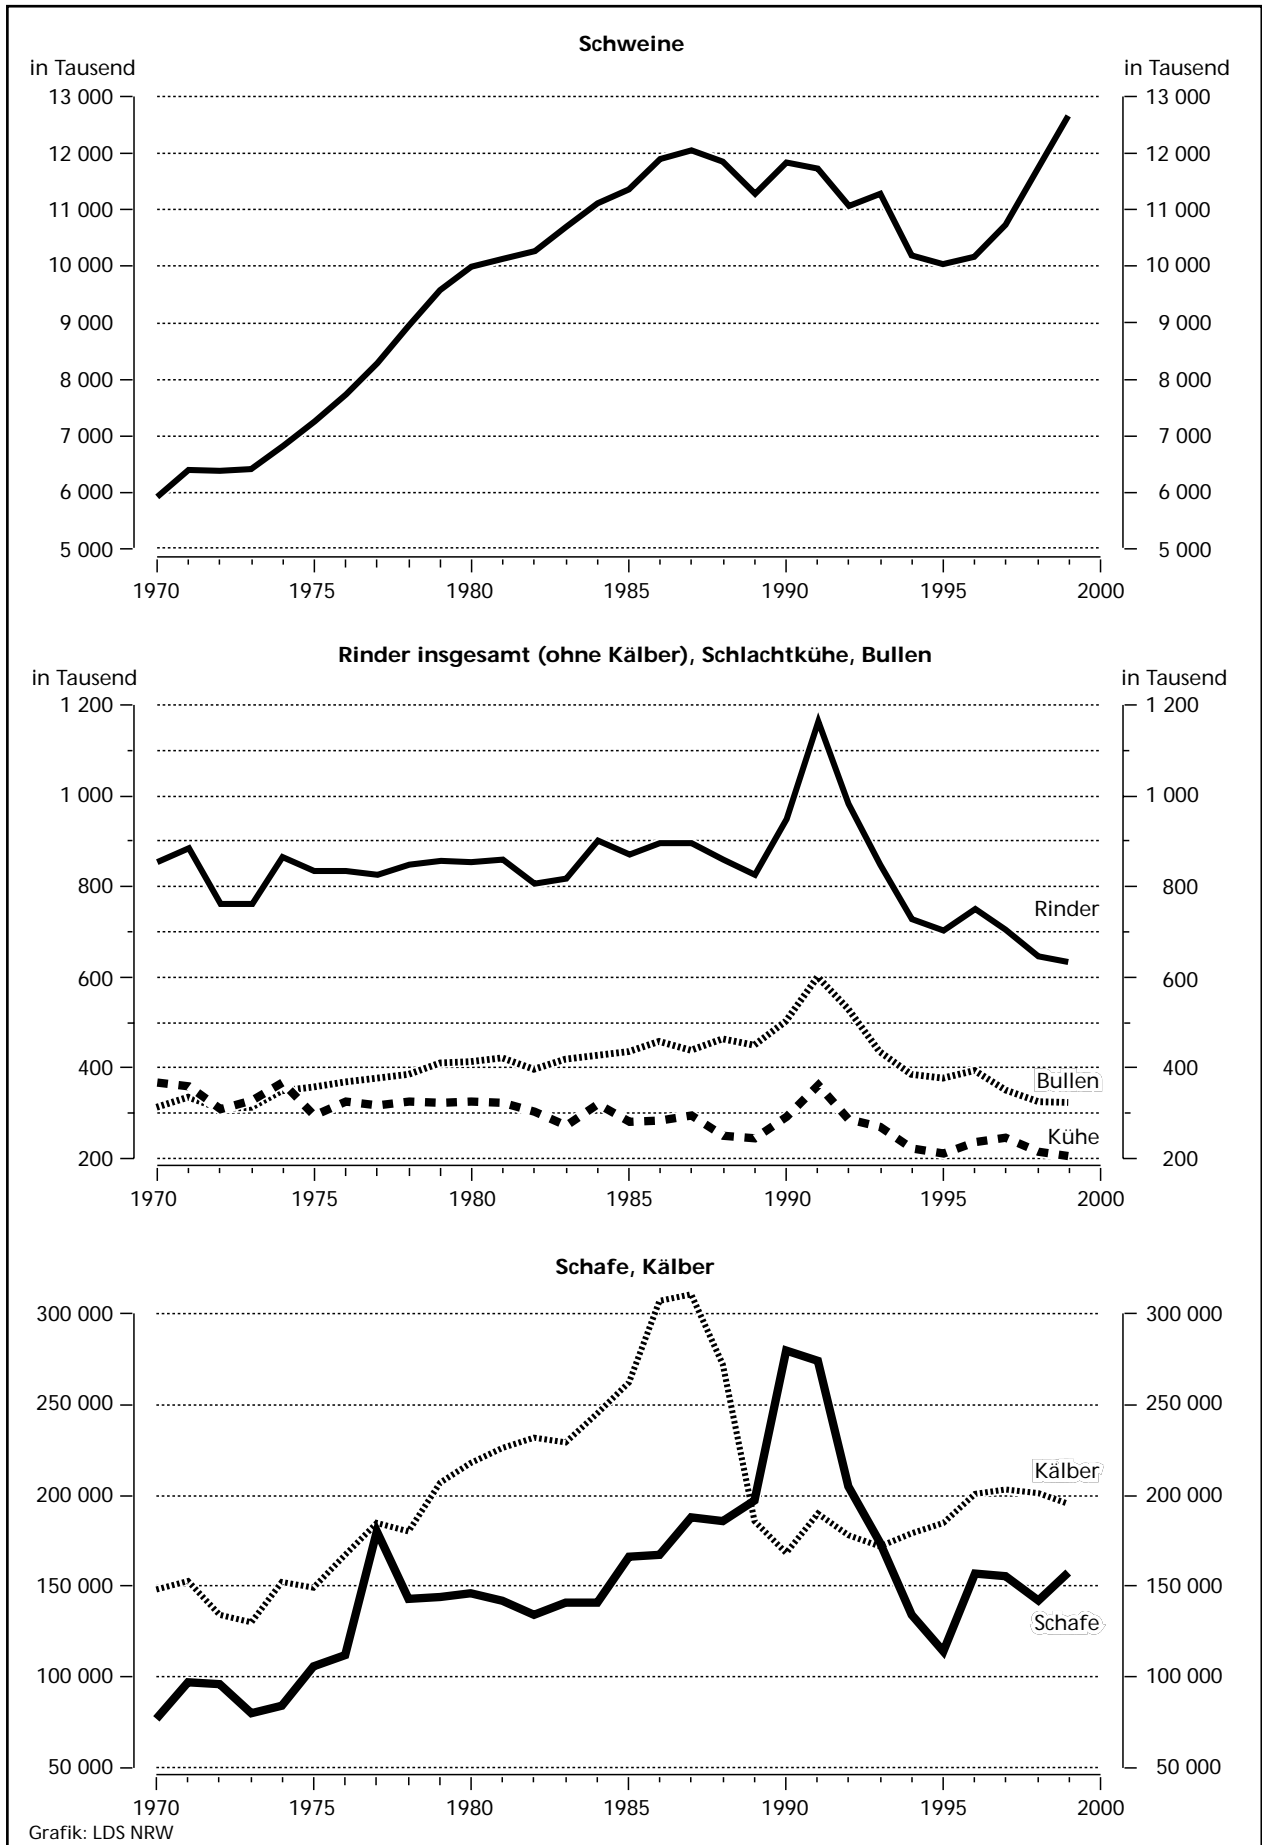 Schweine
in Tausend in Tausend
13 000 13 000
12 000 12 000
11 000 11 000
10 000 10 000
9 000 9 000
8 000 8 000
7 000 7 000
6 000 6 000
5 000 5 000
1970 1975 1980 1985 1990 1995 2000
Rinder insgesamt (ohne Kälber), Schlachtkühe, Bullen
in Tausend in Tausend
1 200 1 200
1 000 1 000
800 800
Rinder
600 600
400 400
Bullen
Kühe
200 200
1970 1975 1980 1985 1990 1995 2000
Schafe, Kälber
300 000 300 000
250 000 250 000
Kälber
200 000 200 000
150 000 150 000
Schafe
100 000 100 000
50 000 50 000
1970 1975 1980 1985 1990 1995 2000
Grafik: LDS NRW